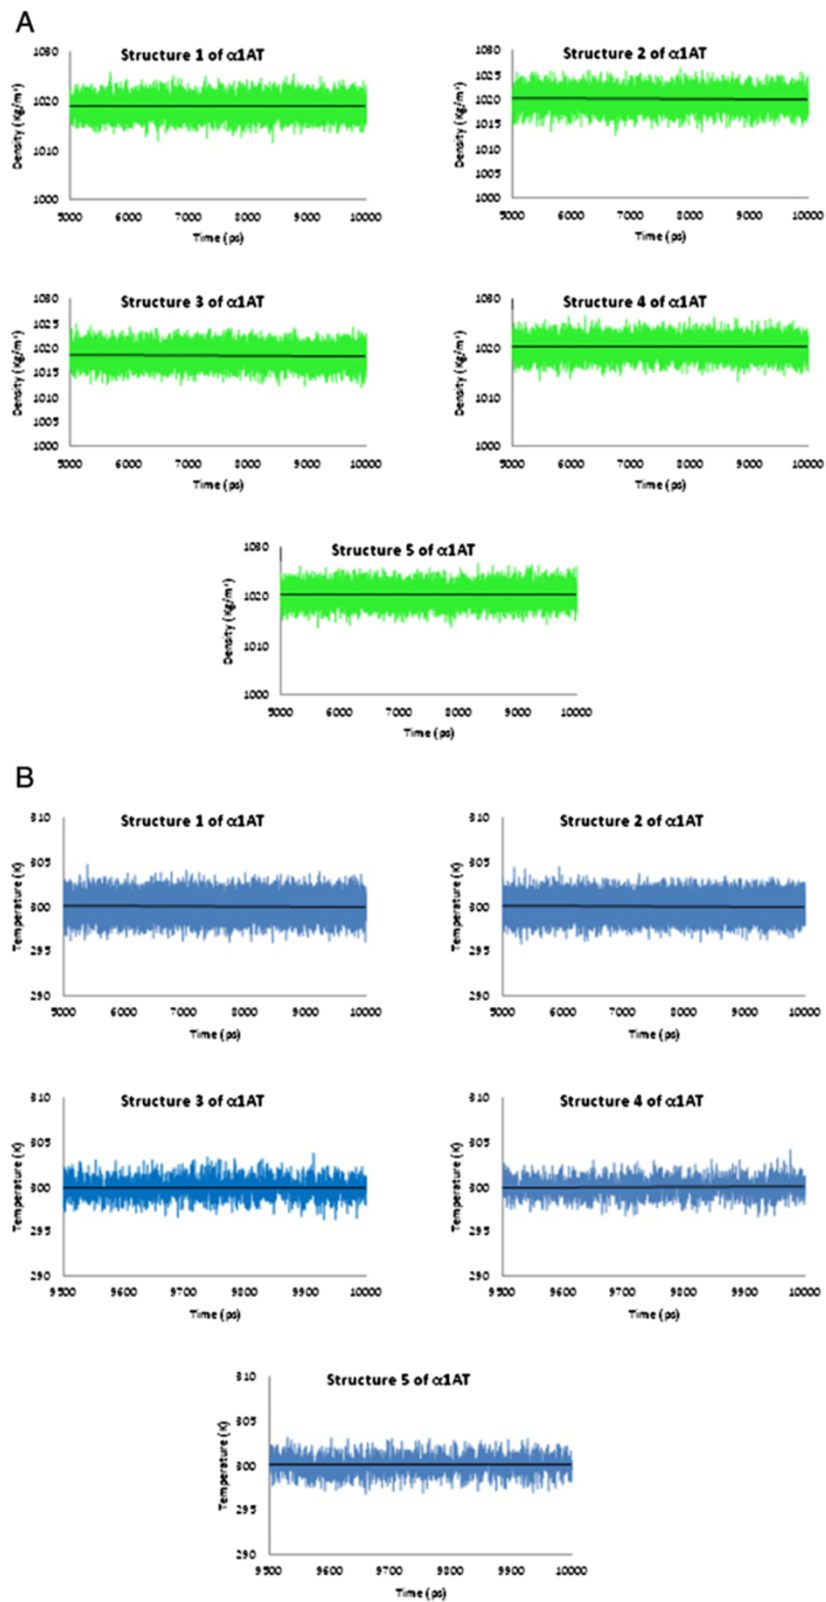 A
Structure 1 of α1AT
Density (Kg/m³)
1030
1020
1010
1000
5000 6000 7000 8000 9000 10000
Time (ps)
Structure 2 of α1AT
Density (Kg/m³)
1030
1025
1020
1015
1010
1005
1000
5000 6000 7000 8000 9000 10000
Time (ps)
Structure 3 of α1AT
Density (Kg/m³)
1030
1025
1020
1015
1010
1005
1000
5000 6000 7000 8000 9000 10000
Time (ps)
Structure 4 of α1AT
Density (Kg/m³)
1030
1020
1010
1000
5000 6000 7000 8000 9000 10000
Time (ps)
Structure 5 of α1AT
Density (Kg/m³)
1030
1020
1010
1000
5000 6000 7000 8000 9000 10000
Time (ps)
B
Structure 1 of α1AT
Temperature (K)
310
305
300
295
290
5000 6000 7000 8000 9000 10000
Time (ps)
Structure 2 of α1AT
Temperature (K)
310
305
300
295
290
5000 6000 7000 8000 9000 10000
Time (ps)
Structure 3 of α1AT
Temperature (K)
310
305
300
295
290
9500 9600 9700 9800 9900 10000
Time (ps)
Structure 4 of α1AT
Temperature (K)
310
305
300
295
290
9500 9600 9700 9800 9900 10000
Time (ps)
Structure 5 of α1AT
Temperature (K)
310
305
300
295
290
9500 9600 9700 9800 9900 10000
Time (ps)